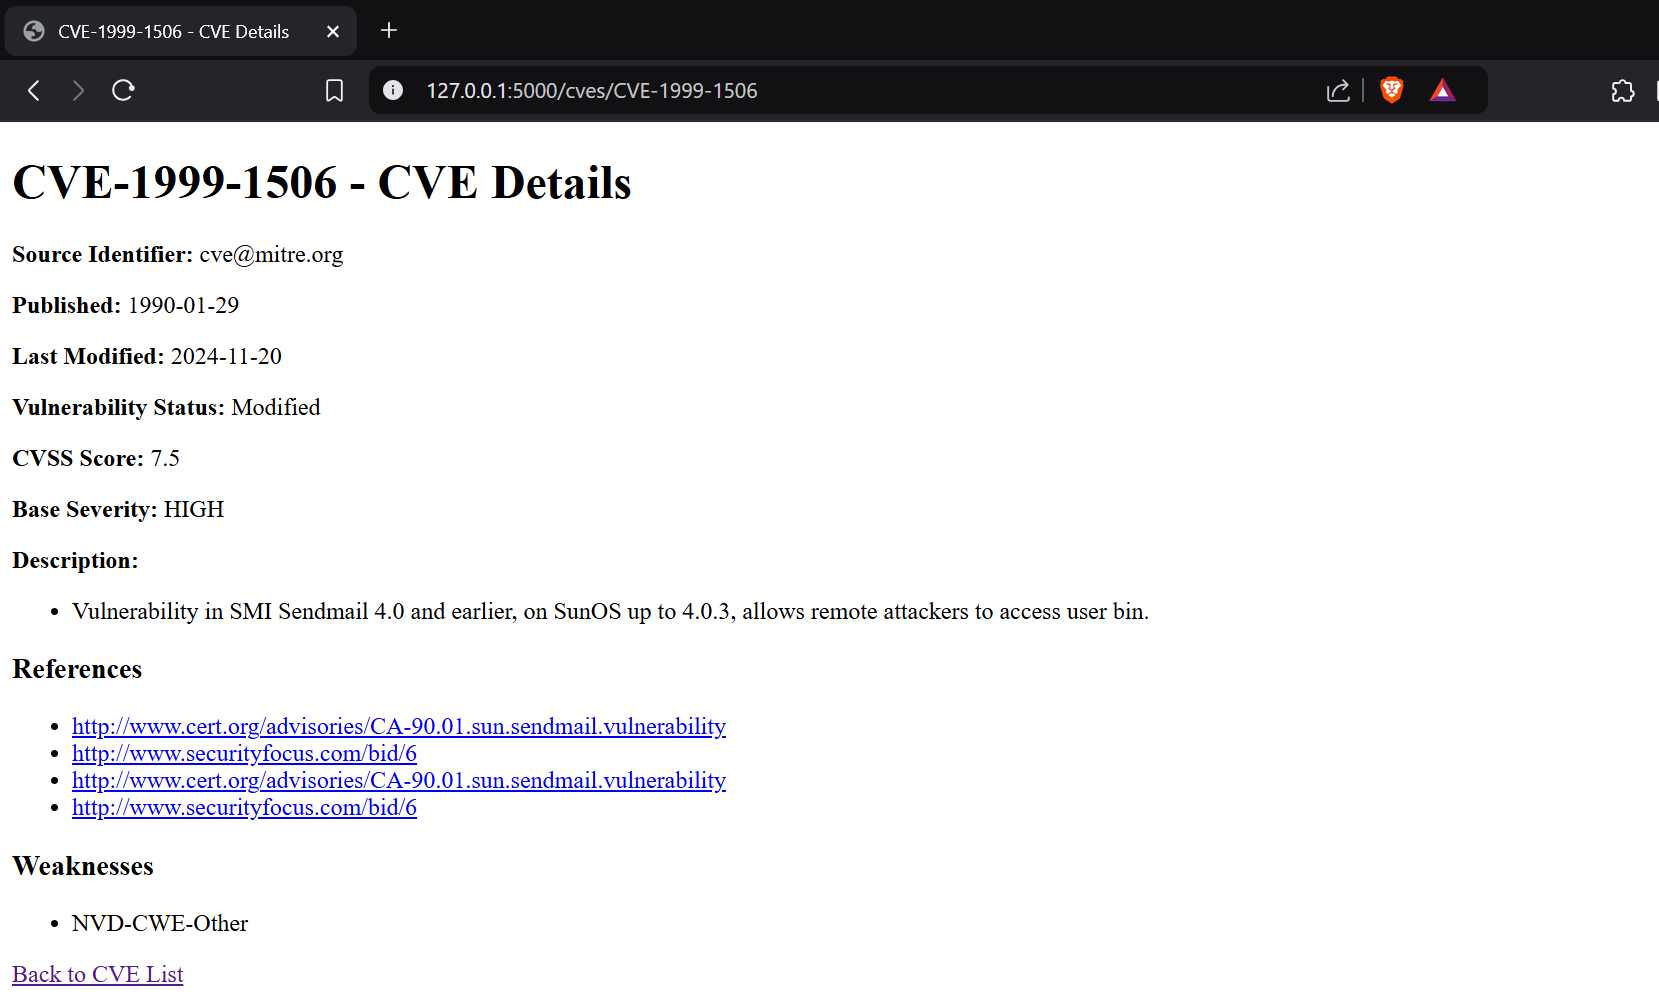 CVE-1999-1506 - CVE Details
127.0.0.1:5000/cves/CVE-1999-1506
CVE-1999-1506 - CVE Details
Source Identifier: cve@mitre.org
Published: 1990-01-29
Last Modified: 2024-11-20
Vulnerability Status: Modified
CVSS Score: 7.5
Base Severity: HIGH
Description:
• Vulnerability in SMI Sendmail 4.0 and earlier, on SunOS up to 4.0.3, allows remote attackers to access user bin.
References
• http://www.cert.org/advisories/CA-90.01.sun.sendmail.vulnerability
• http://www.securityfocus.com/bid/6
• http://www.cert.org/advisories/CA-90.01.sun.sendmail.vulnerability
• http://www.securityfocus.com/bid/6
Weaknesses
• NVD-CWE-Other
Back to CVE List